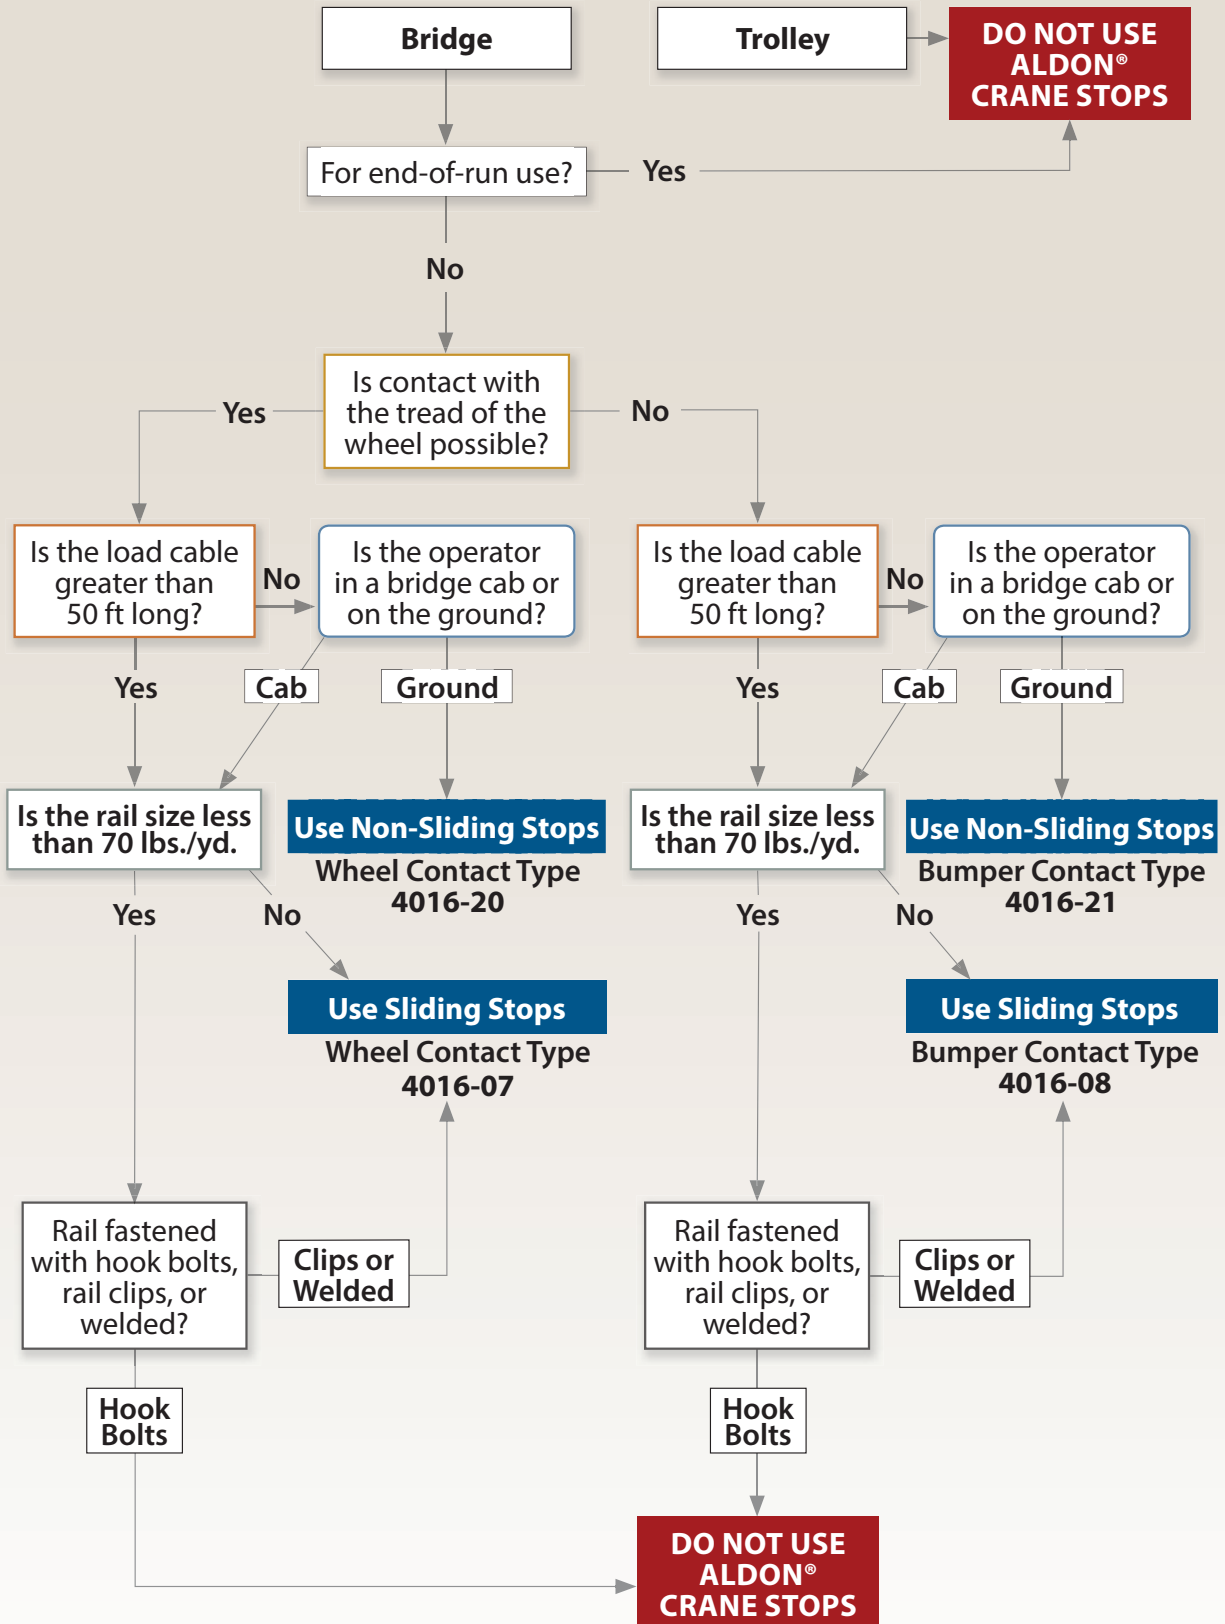 Bridge
Trolley
DO NOT USE
ALDON®
CRANE STOPS
For end-of-run use?
Yes
No
Is contact with
the tread of the
wheel possible?
Yes
No
Is the load cable
greater than
50 ft long?
No
Is the operator
in a bridge cab or
on the ground?
Is the load cable
greater than
50 ft long?
No
Is the operator
in a bridge cab or
on the ground?
Yes
Cab
Ground
Yes
Cab
Ground
Is the rail size less
than 70 lbs./yd.
Use Non-Sliding Stops
Wheel Contact Type
4016-20
Is the rail size less
than 70 lbs./yd.
Use Non-Sliding Stops
Bumper Contact Type
4016-21
Yes
No
Yes
No
Use Sliding Stops
Wheel Contact Type
4016-07
Use Sliding Stops
Bumper Contact Type
4016-08
Rail fastened
with hook bolts,
rail clips, or
welded?
Clips or
Welded
Rail fastened
with hook bolts,
rail clips, or
welded?
Clips or
Welded
Hook
Bolts
Hook
Bolts
DO NOT USE
ALDON®
CRANE STOPS